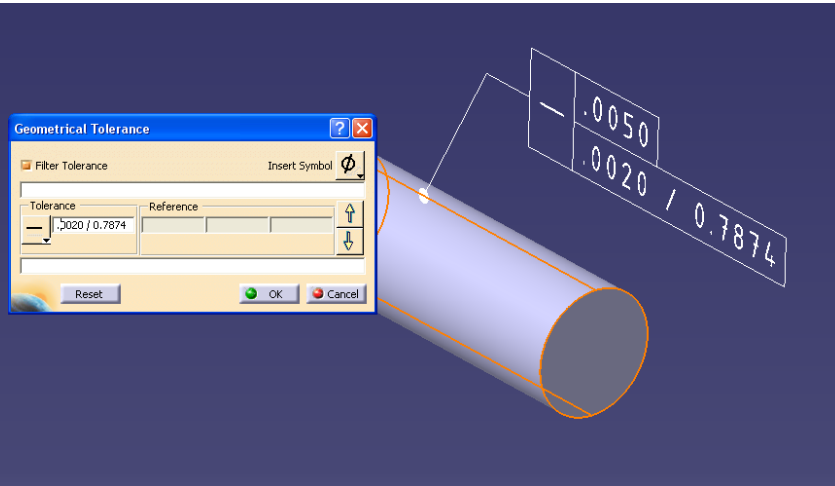 Geometrical Tolerance
Filter Tolerance
Insert Symbol
Tolerance
Reference
.0020 / 0.7874
Reset
OK
Cancel
.0050
.0020 / 0.7874